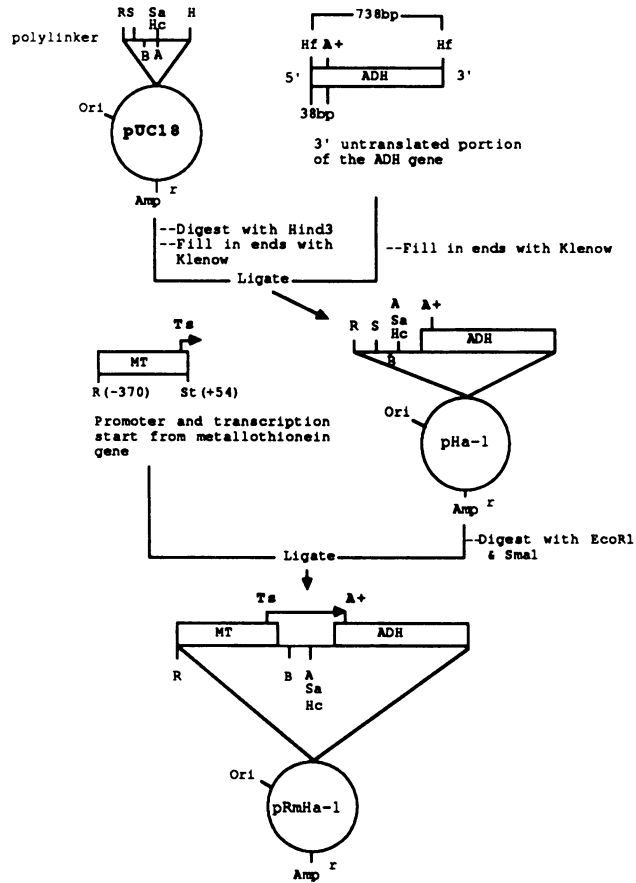 polylinker
RS
Sa
Hc
H
B A
Ori
pUC18
Amp r
738bp
Hf A+ Hf
5' ADH 3'
38bp
3' untranslated portion
of the ADH gene
--Digest with Hind3
--Fill in ends with
Klenow
--Fill in ends with Klenow
Ligate
Ts
MT
R(-370) St(+54)
Promoter and transcription
start from metallothionein
gene
A
Sa
Hc
A+
R S
ADH
B
Ori
pHa-1
Amp r
--Digest with EcoR1
& Sma1
Ligate
Ts A+
MT ADH
R B A
Sa
Hc
Ori
pRmHa-1
Amp r